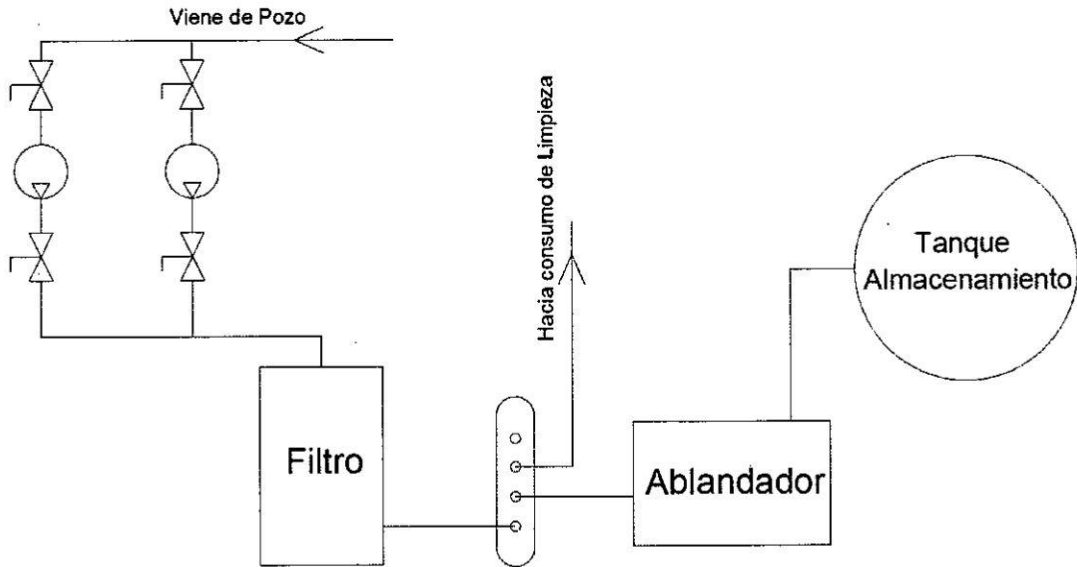 Viene de Pozo
Hacia consumo de Limpieza
Tanque
Almacenamiento
Filtro
Ablandador